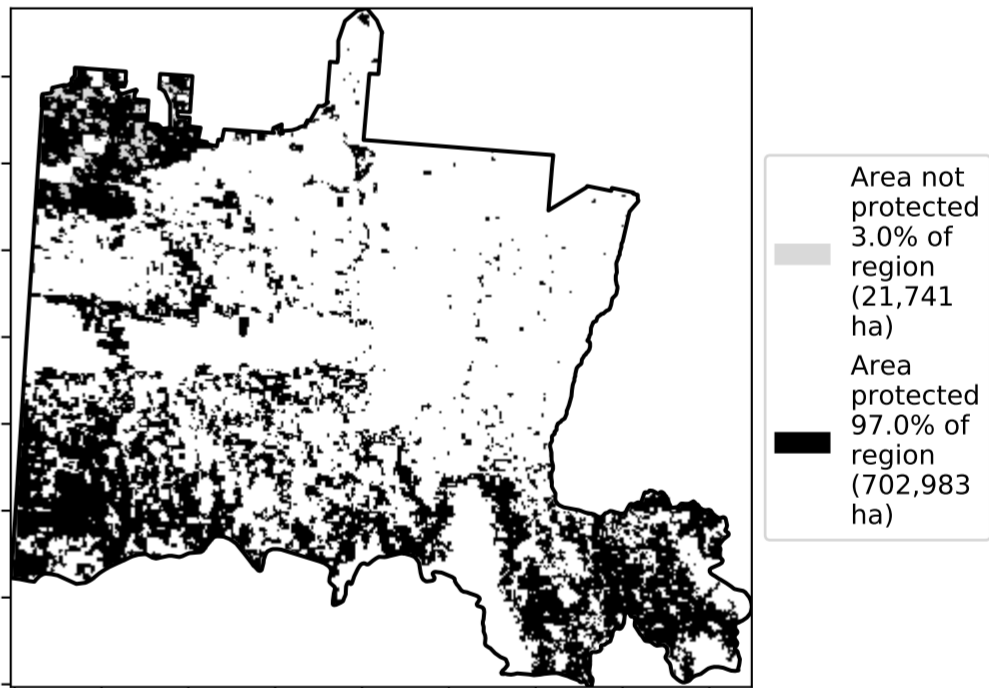 Area not
protected
3.0% of
region
(21,741
ha)
Area
protected
97.0% of
region
(702,983
ha)